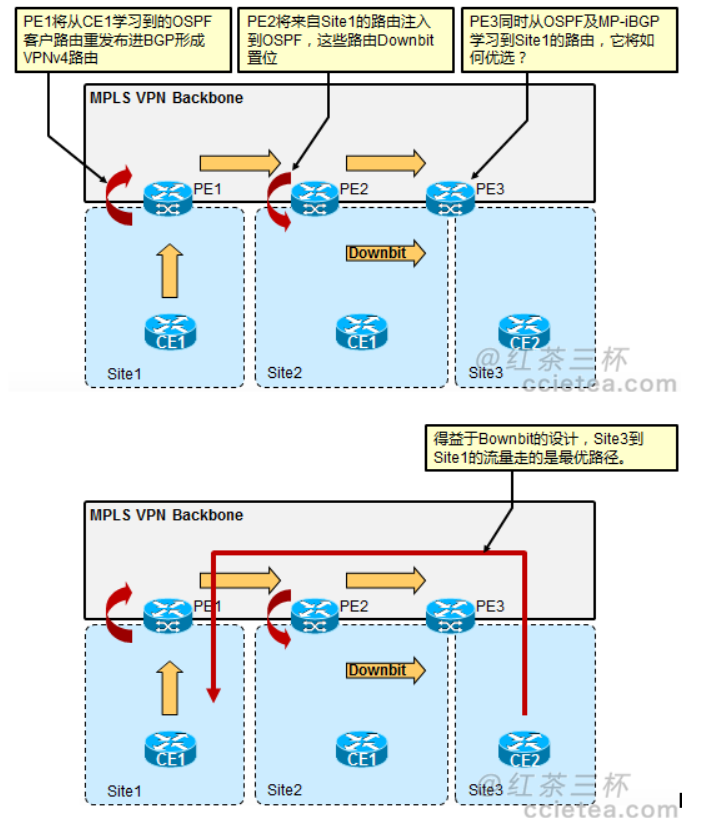 PE1将从CE1学习到的OSPF
客户路由重发布进BGP形成
VPNv4路由
PE2将来自Site1的路由注入
到OSPF，这些路由Downbit
置位
PE3同时从OSPF及MP-iBGP
学习到Site1的路由，它将如
何优选？
MPLS VPN Backbone
PE1
PE2
PE3
Downbit
CE1
CE1
CE2
Site1
Site2
Site3
@红茶三杯
ccietea.com
得益于Bownbit的设计，Site3到
Site1的流量走的是最优路径。
MPLS VPN Backbone
PE1
PE2
PE3
Downbit
CE1
CE1
CE2
Site1
Site2
Site3
@红茶三杯
ccietea.com